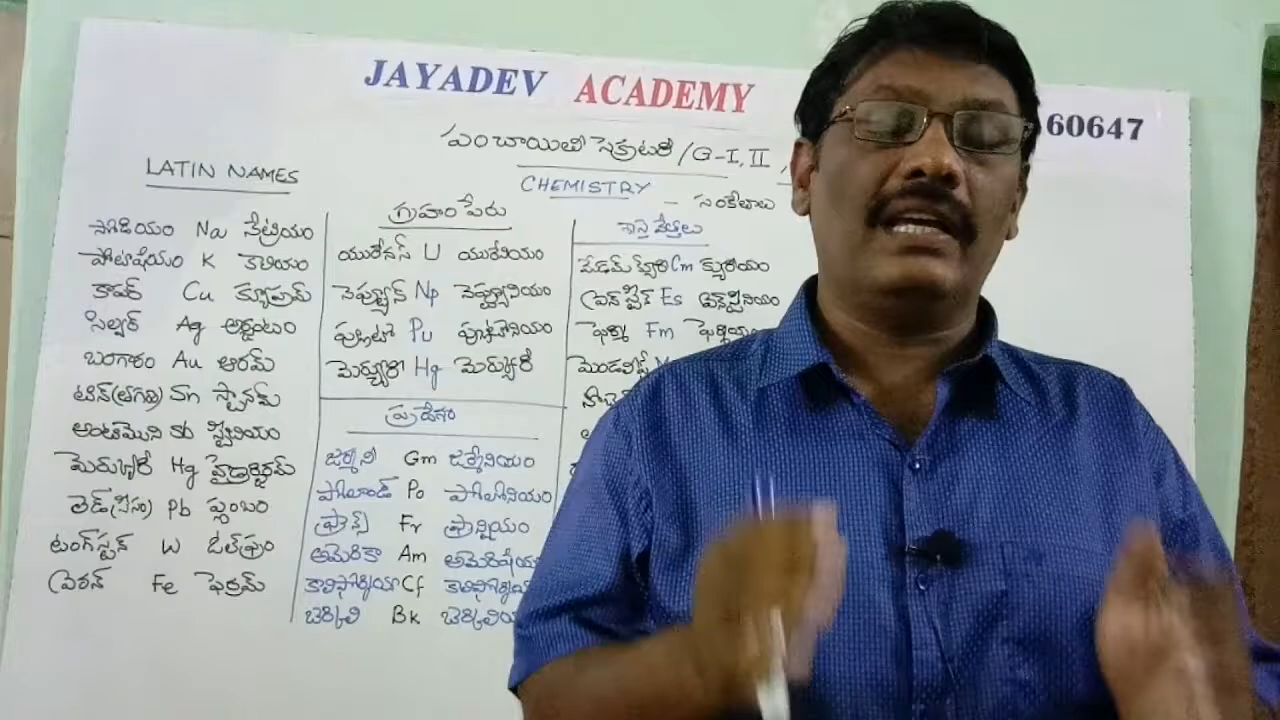 JAYADEV ACADEMY
60647
పంచాయితీ సెక్రటరీ / G-I, II
CHEMISTRY - సంకేతాలు
LATIN NAMES
సోడియం Na నేట్రియం
పొటాషియం K కాలియం
కాపర్ Cu క్యూప్రమ్
సిల్వర్ Ag అర్జెంటం
బంగారం Au ఆరమ్
టిన్(తగరం) Sn స్టానమ్
ఆంటిమొని Sb స్టిబియం
మెర్క్యురీ Hg హైడ్రార్జిరమ్
లెడ్(సీసం) Pb ప్లంబం
టంగ్‌స్టన్ W ఓల్‌ఫ్రం
ఐరన్ Fe ఫెర్రమ్
గ్రహం పేరు
యురేనస్ U యురేనియం
నెప్ట్యూన్ Np నెప్ట్యూనియం
ప్లుటో Pu ప్లూటోనియం
మెర్క్యురీ Hg మెర్క్యురీ
ప్రదేశం
జర్మనీ Gm జర్మేనియం
పోలాండ్ Po పోలోనియం
ఫ్రాన్స్ Fr ఫ్రాన్షియం
అమెరికా Am
కాలిఫోర్నియా Cf
బెర్క్‌లీ Bk
శాస్త్రవేత్తలు
మేడమ్ క్యూరీ Cm క్యూరియం
ఐన్‌స్టీన్ Es ఐన్‌స్టీనియం
ఫెర్మి Fm